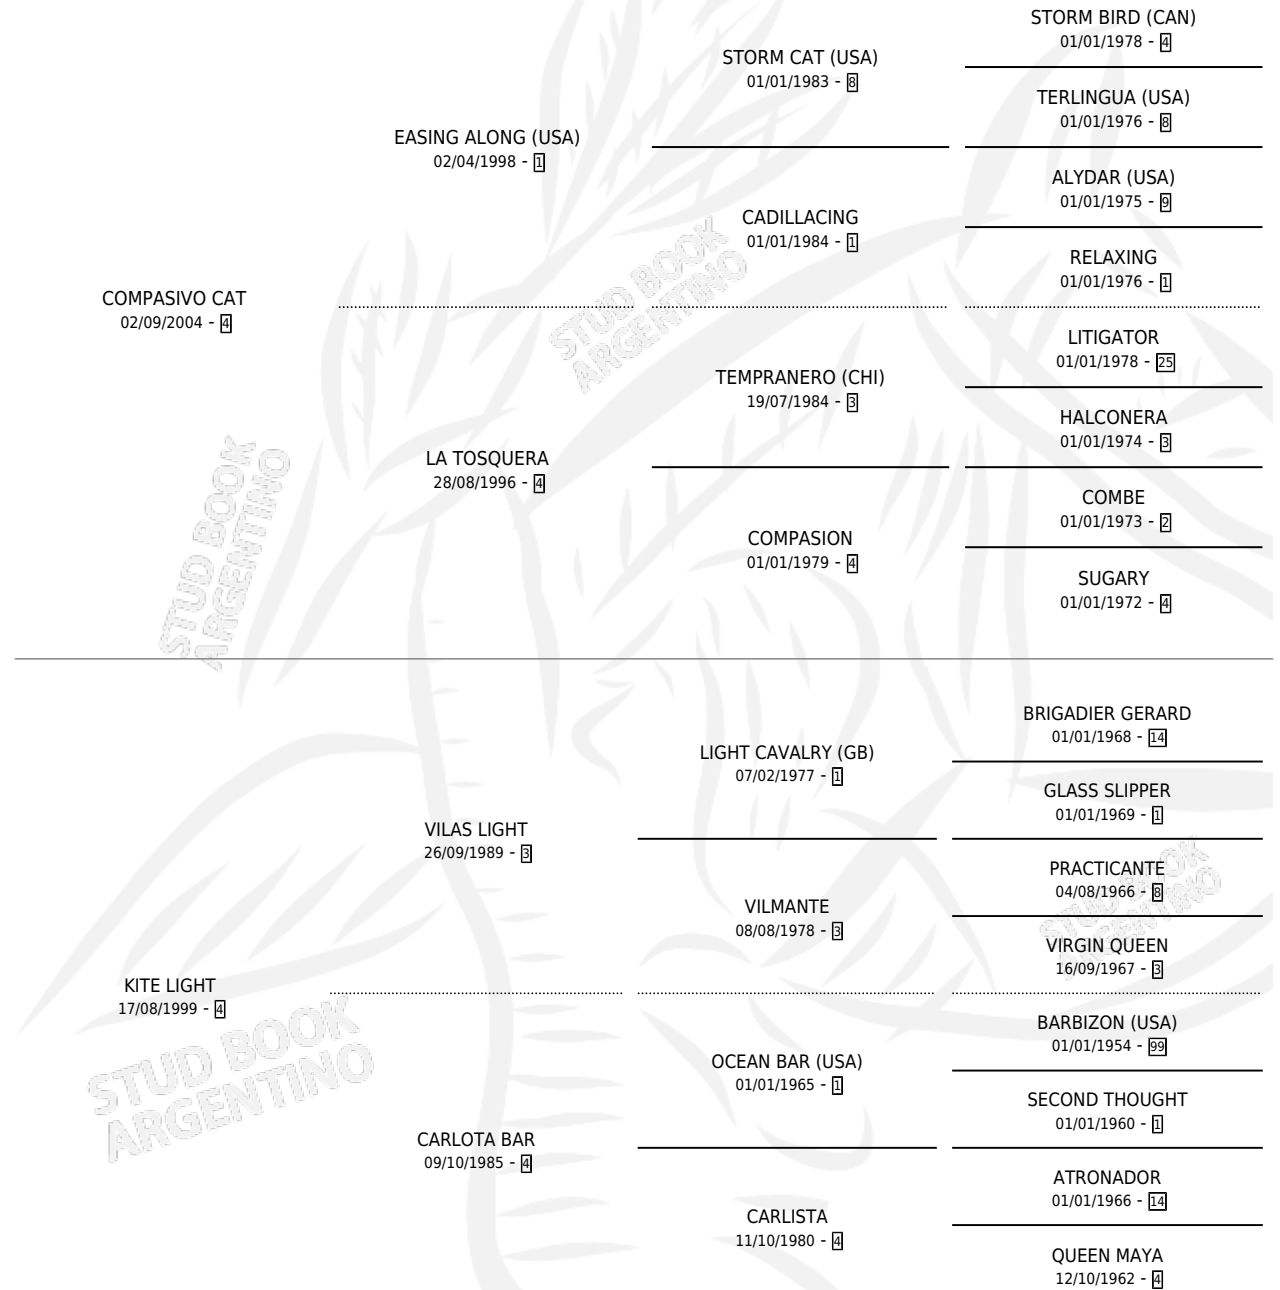 STORM BIRD (CAN)
01/01/1978 - 4
STORM CAT (USA)
01/01/1983 - 8
TERLINGUA (USA)
01/01/1976 - 8
EASING ALONG (USA)
02/04/1998 - 1
ALYDAR (USA)
01/01/1975 - 9
CADILLACING
01/01/1984 - 1
RELAXING
01/01/1976 - 1
COMPASIVO CAT
02/09/2004 - 4
LITIGATOR
01/01/1978 - 25
TEMPRANERO (CHI)
19/07/1984 - 3
HALCONERA
01/01/1974 - 3
LA TOSQUERA
28/08/1996 - 4
COMBE
01/01/1973 - 2
COMPASION
01/01/1979 - 4
SUGARY
01/01/1972 - 4
BRIGADIER GERARD
01/01/1968 - 14
LIGHT CAVALRY (GB)
07/02/1977 - 1
GLASS SLIPPER
01/01/1969 - 1
VILAS LIGHT
26/09/1989 - 3
PRACTICANTE
04/08/1966 - 8
VILMANTE
08/08/1978 - 3
VIRGIN QUEEN
16/09/1967 - 3
KITE LIGHT
17/08/1999 - 4
BARBIZON (USA)
01/01/1954 - 99
OCEAN BAR (USA)
01/01/1965 - 1
SECOND THOUGHT
01/01/1960 - 1
CARLOTA BAR
09/10/1985 - 4
ATRONADOR
01/01/1966 - 14
CARLISTA
11/10/1980 - 4
QUEEN MAYA
12/10/1962 - 4
STUD BOOK
ARGENTINO
STUD BOOK
ARGENTINO
STUD BOOK
ARGENTINO
STUD BOOK
ARGENTINO